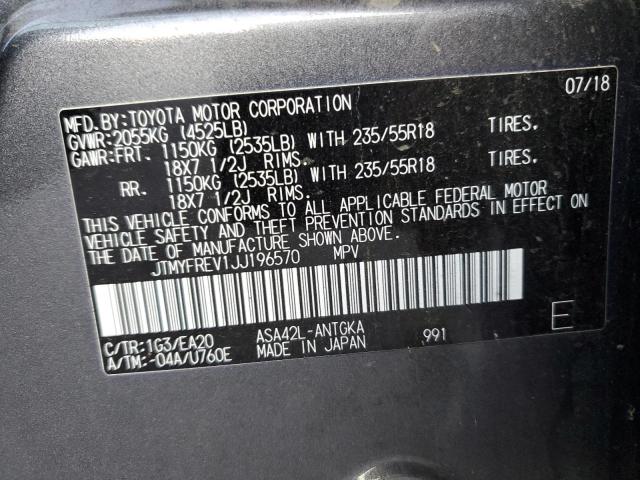 MFD.BY:TOYOTA MOTOR CORPORATION 07/18
GVWR:2055KG (4525LB)
GAWR:FRT. 1150KG (2535LB) WITH 235/55R18 TIRES.
18X7 1/2J RIMS.
RR. 1150KG (2535LB) WITH 235/55R18 TIRES.
18X7 1/2J RIMS.
THIS VEHICLE CONFORMS TO ALL APPLICABLE FEDERAL MOTOR
VEHICLE SAFETY AND THEFT PREVENTION STANDARDS IN EFFECT ON
THE DATE OF MANUFACTURE SHOWN ABOVE.
JTMYFREV1JJ196570 MPV
C/TR:1G3/EA20 ASA42L-ANTGKA 991 E
A/TM:-04A/U760E MADE IN JAPAN